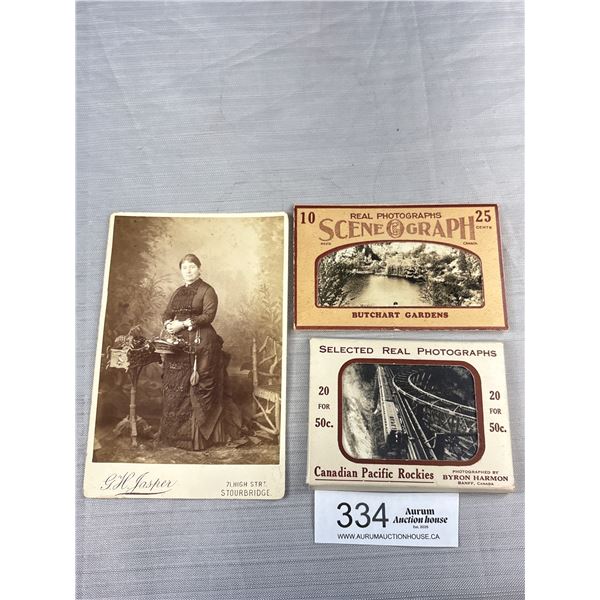 G. H. Jasper
71, HIGH STRT.
STOURBRIDGE.
10 REAL PHOTOGRAPHS 25
SCENE O GRAPH
CENTS
CANADA
BUTCHART GARDENS
SELECTED REAL PHOTOGRAPHS
20 FOR 50c.
20 FOR 50c.
Canadian Pacific Rockies
PHOTOGRAPHED BY
BYRON HARMON
BANFF, CANADA
334
Aurum
Auction house
WWW.AURUMAUCTIONHOUSE.CA